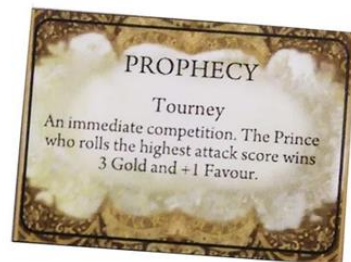 PROPHECY
Tourney
An immediate competition. The Prince
who rolls the highest attack score wins
3 Gold and +1 Favour.